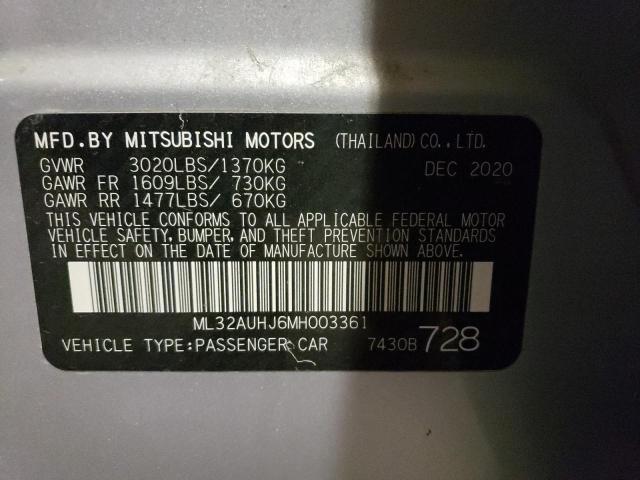 MFD.BY MITSUBISHI MOTORS (THAILAND) CO., LTD.
GVWR 3020LBS/1370KG DEC 2020
GAWR FR 1609LBS/ 730KG
GAWR RR 1477LBS/ 670KG
THIS VEHICLE CONFORMS TO ALL APPLICABLE FEDERAL MOTOR
VEHICLE SAFETY, BUMPER, AND THEFT PREVENTION STANDARDS
IN EFFECT ON THE DATE OF MANUFACTURE SHOWN ABOVE.
ML32AUHJ6MH003361
VEHICLE TYPE:PASSENGER CAR 7430B 728